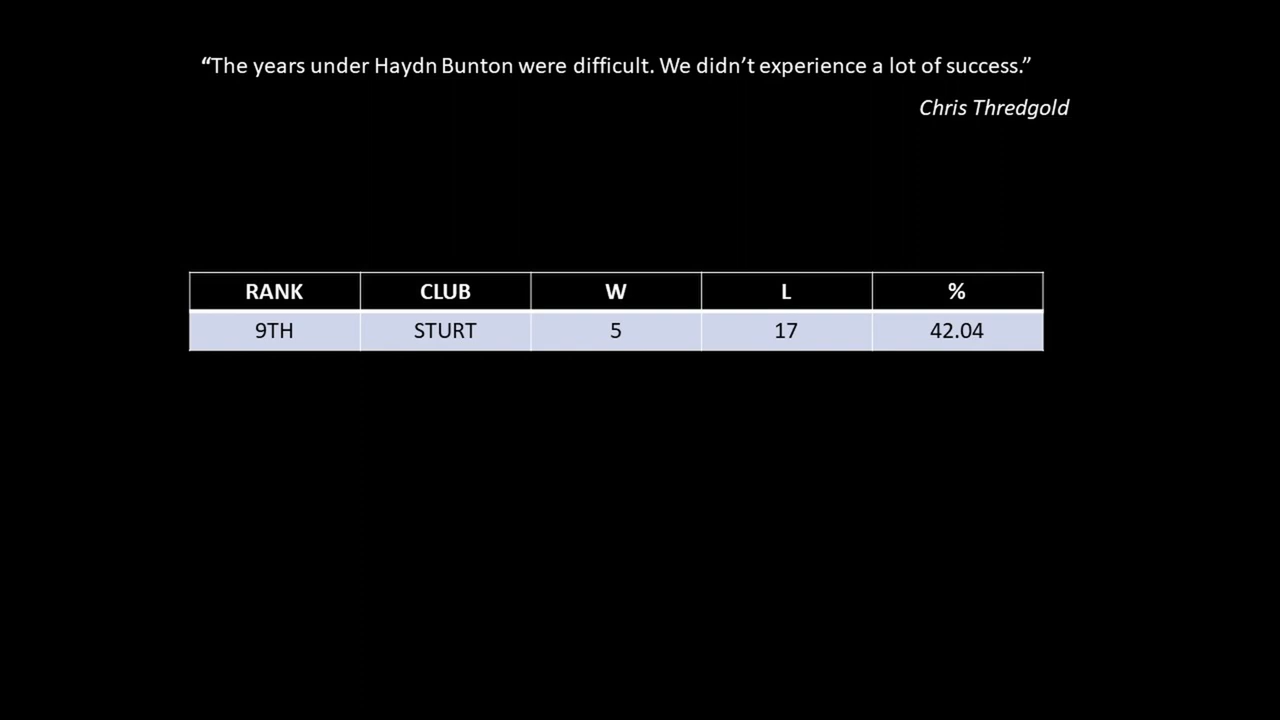 “The years under Haydn Bunton were difficult. We didn’t experience a lot of success.”
Chris Thredgold
RANK CLUB W L %
9TH STURT 5 17 42.04